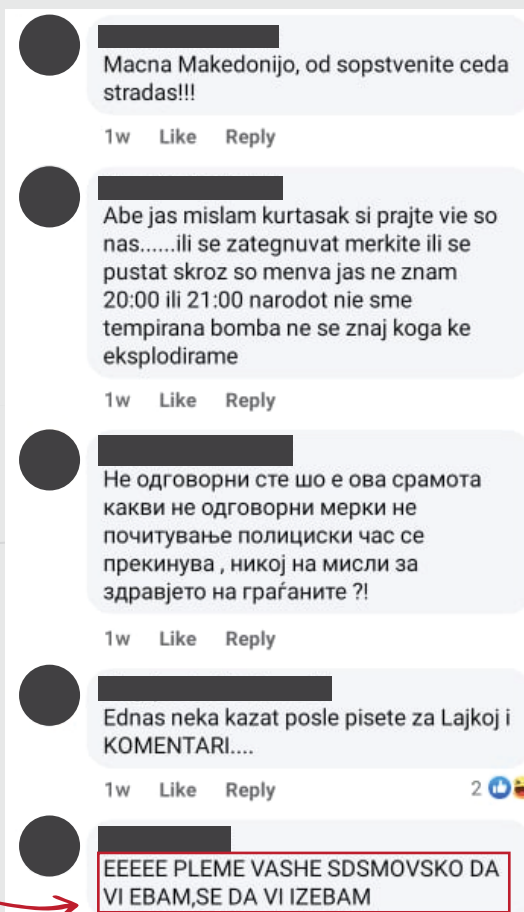 Macna Makedonijo, od sopstvenite ceda
stradas!!!
1w Like Reply
Abe jas mislam kurtasak si prajte vie so
nas......ili se zategnuvat merkite ili se
pustat skroz so menva jas ne znam
20:00 ili 21:00 narodot nie sme
tempirana bomba ne se znaj koga ke
eksplodirame
1w Like Reply
Не одговорни сте шо е ова срамота
какви не одговорни мерки не
почитување полициски час се
прекинува , никој на мисли за
здравјето на граѓаните ?!
1w Like Reply
Ednas neka kazat posle pisete za Lajkoj i
KOMENTARI....
1w Like Reply 2
EEEEE PLEME VASHE SDSMOVSKO DA
VI EBAM,SE DA VI IZEBAM